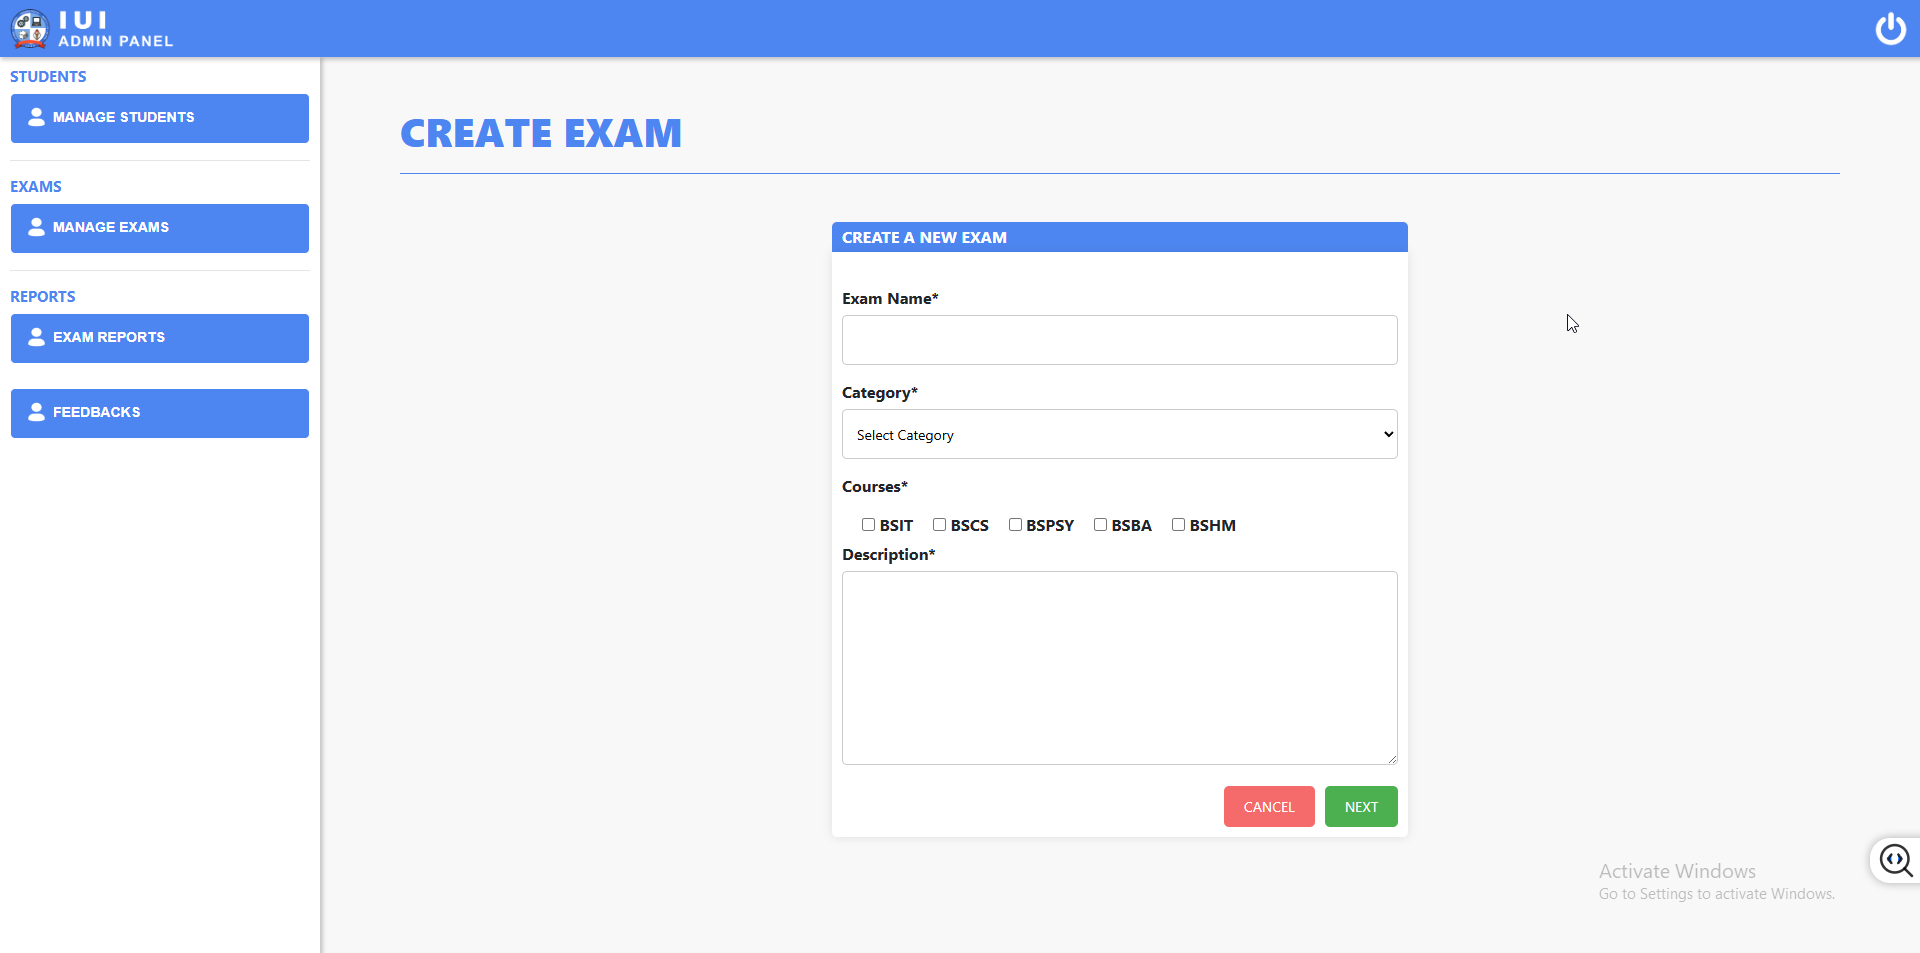 IUI
ADMIN PANEL
STUDENTS
MANAGE STUDENTS
EXAMS
MANAGE EXAMS
REPORTS
EXAM REPORTS
FEEDBACKS
CREATE EXAM
CREATE A NEW EXAM
Exam Name*
Category*
Select Category
Courses*
BSIT BSCS BSPSY BSBA BSHM
Description*
CANCEL NEXT
Activate Windows
Go to Settings to activate Windows.